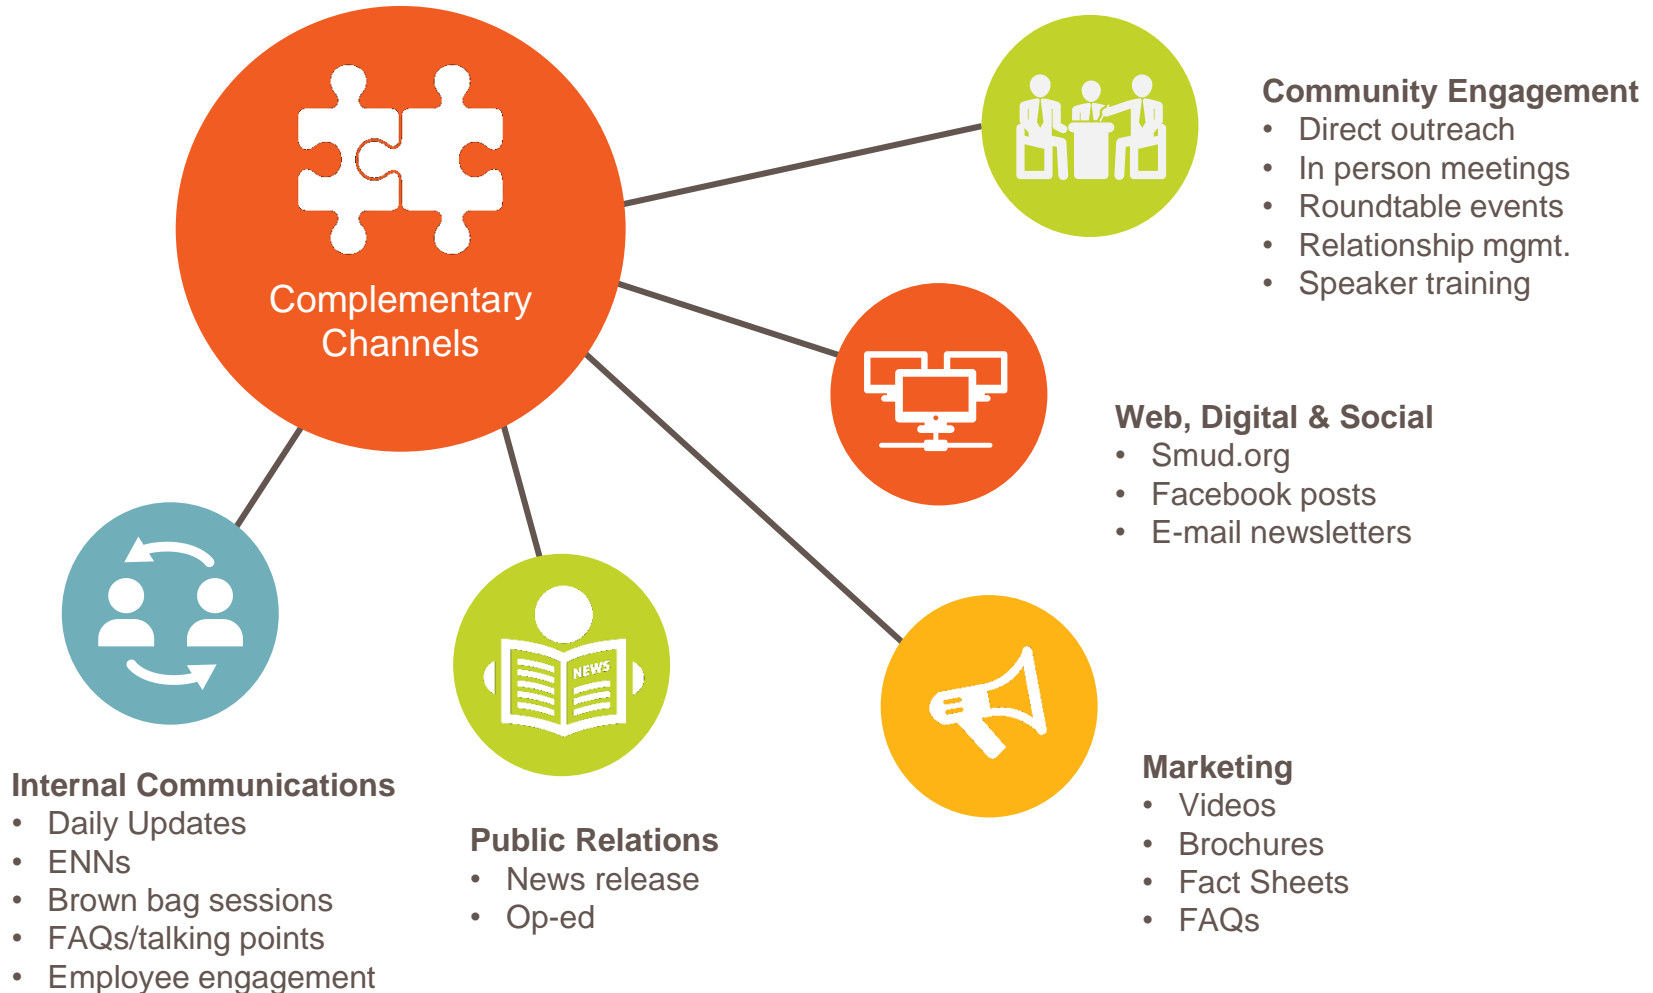 Complementary
Channels
Community Engagement
• Direct outreach
• In person meetings
• Roundtable events
• Relationship mgmt.
• Speaker training
Web, Digital & Social
• Smud.org
• Facebook posts
• E-mail newsletters
Marketing
• Videos
• Brochures
• Fact Sheets
• FAQs
NEWS
Public Relations
• News release
• Op-ed
Internal Communications
• Daily Updates
• ENNs
• Brown bag sessions
• FAQs/talking points
• Employee engagement